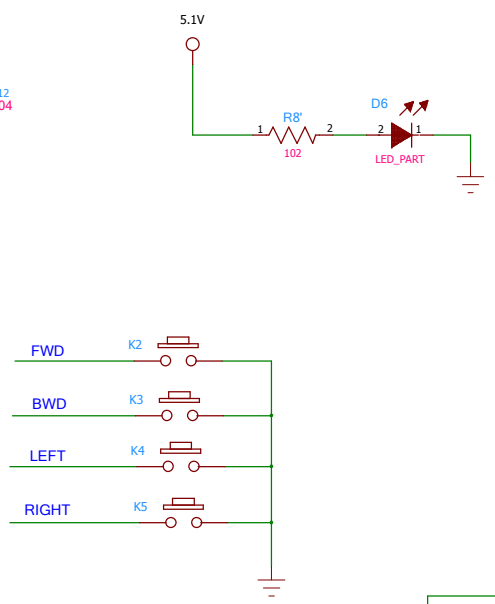 5.1V
12
04
R8'
1
2
102
D6
2
1
LED_PART
K2
FWD
K3
BWD
K4
LEFT
K5
RIGHT